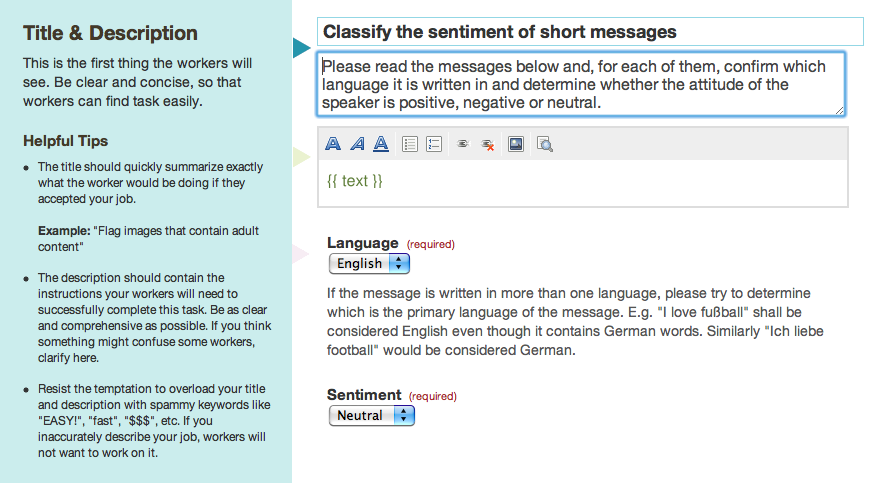 Title & Description
This is the first thing the workers will
see. Be clear and concise, so that
workers can find task easily.
Helpful Tips
• The title should quickly summarize exactly
what the worker would be doing if they
accepted your job.
Example: "Flag images that contain adult
content"
• The description should contain the
instructions your workers will need to
successfully complete this task. Be as clear
and comprehensive as possible. If you think
something might confuse some workers,
clarify here.
• Resist the temptation to overload your title
and description with spammy keywords like
"EASY!", "fast", "$$$", etc. If you
inaccurately describe your job, workers will
not want to work on it.
Classify the sentiment of short messages
Please read the messages below and, for each of them, confirm which
language it is written in and determine whether the attitude of the
speaker is positive, negative or neutral.
A A A
{{ text }}
Language (required)
English
If the message is written in more than one language, please try to determine
which is the primary language of the message. E.g. "I love fußball" shall be
considered English even though it contains German words. Similarly "Ich liebe
football" would be considered German.
Sentiment (required)
Neutral